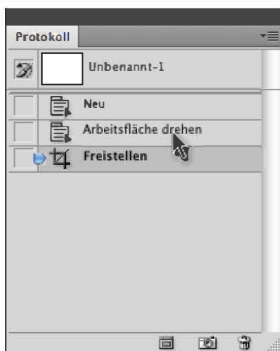 Protokoll
Unbenannt-1
Neu
Arbeitsfläche drehen
Freistellen